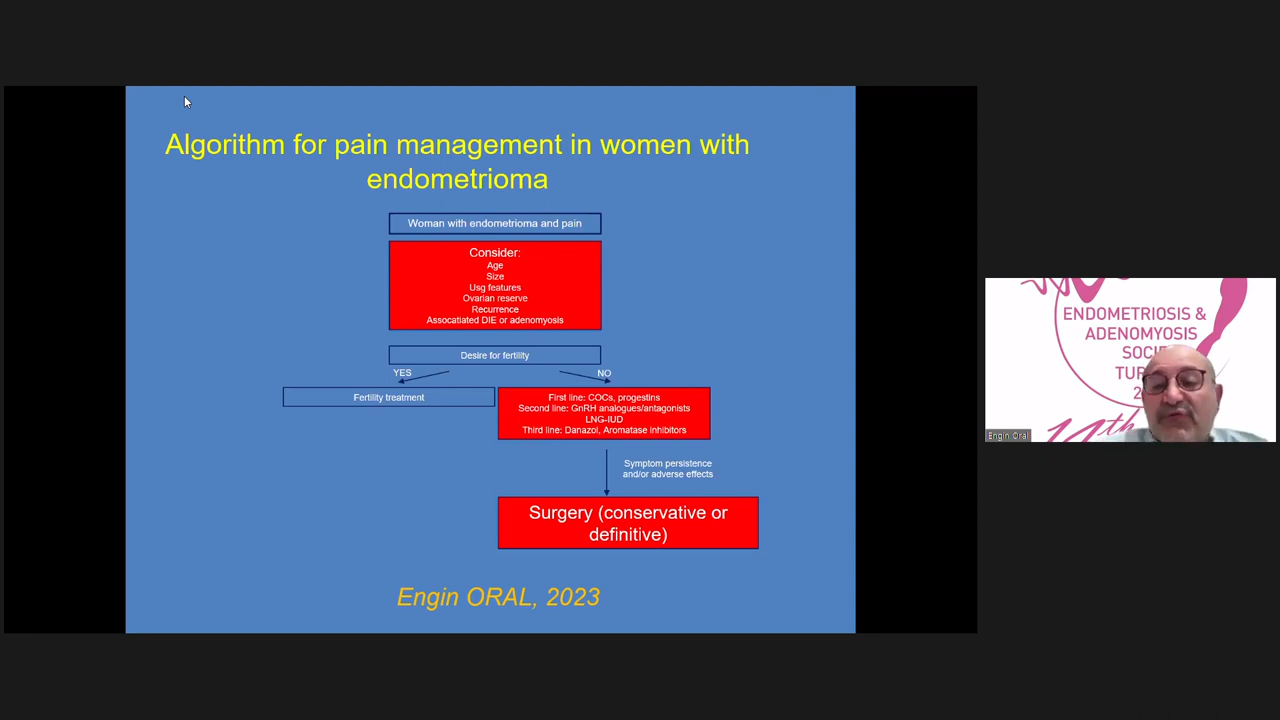 Algorithm for pain management in women with
endometrioma
Woman with endometrioma and pain
Consider:
Age
Size
Usg features
Ovarian reserve
Recurrence
Assocatiated DIE or adenomyosis
Desire for fertility
YES
NO
Fertility treatment
First line: COCs, progestins
Second line: GnRH analogues/antagonists
LNG-IUD
Third line: Danazol, Aromatase inhibitors
Symptom persistence
and/or adverse effects
Surgery (conservative or
definitive)
Engin ORAL, 2023
ENDOMETRIOSIS &
ADENOMYOSIS
SOCIE
TUR
2
Engin Oral